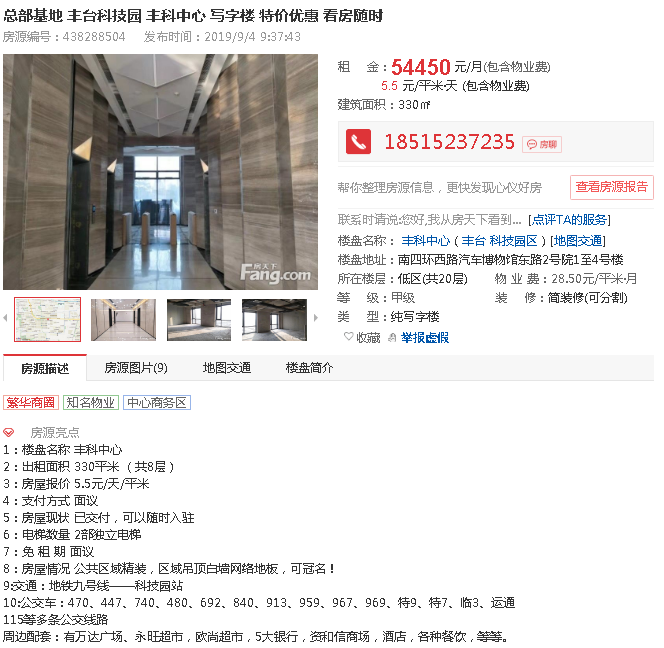 总部基地 丰台科技园 丰科中心 写字楼 特价优惠 看房随时
房源编号：438288504 发布时间：2019/9/4 9:37:43
租 金：54450 元/月(包含物业费)
5.5 元/平米·天 (包含物业费)
建筑面积：330㎡
18515237235 房聊
帮你整理房源信息，更快发现心仪好房 查看房源报告
联系时请说:您好,我从房天下看到... [点评TA的服务]
楼盘名称： 丰科中心 ( 丰台 科技园区 ) [地图交通]
楼盘地址：南四环西路汽车博物馆东路2号院1至4号楼
所在楼层：低区(共20层) 物 业 费：28.50元/平米·月
等 级：甲级 装 修：简装修(可分割)
类 型：纯写字楼
收藏 举报虚假
房天下
Fang.com
房源描述 房源图片(9) 地图交通 楼盘简介
繁华商圈 知名物业 中心商务区
房源亮点
1：楼盘名称 丰科中心
2：出租面积 330平米 （共8层）
3：房屋报价 5.5元/天/平米
4：支付方式 面议
5：房屋现状 已交付，可以随时入驻
6：电梯数量 2部独立电梯
7：免 租 期 面议
8：房屋情况 公共区域精装，区域吊顶白墙网络地板，可冠名！
9:交通：地铁九号线——科技园站
10:公交车：470、447、740、480、692、840、913、959、967、969、特9、特7、临3、运通
115等多条公交线路
周边配套：有万达广场、永旺超市，欧尚超市，5大银行，资和信商场，酒店，各种餐饮，等等。